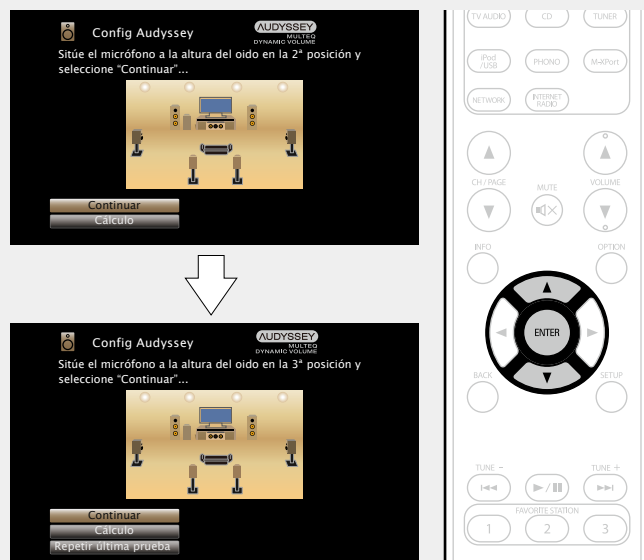 Config Audyssey
AUDYSSEY
MULTEQ
DYNAMIC VOLUME
Sitúe el micrófono a la altura del oido en la 2ª posición y
seleccione “Continuar”...
Continuar
Cálculo
Config Audyssey
AUDYSSEY
MULTEQ
DYNAMIC VOLUME
Sitúe el micrófono a la altura del oido en la 3ª posición y
seleccione “Continuar”...
Continuar
Cálculo
Repetir ultima prueba
TV AUDIO CD TUNER
iPod
/USB PHONO M-XPort
NETWORK INTERNET
RADIO
CH / PAGE MUTE VOLUME
INFO OPTION
ENTER
BACK SETUP
TUNE – TUNE +
FAVORITE STATION
1 2 3